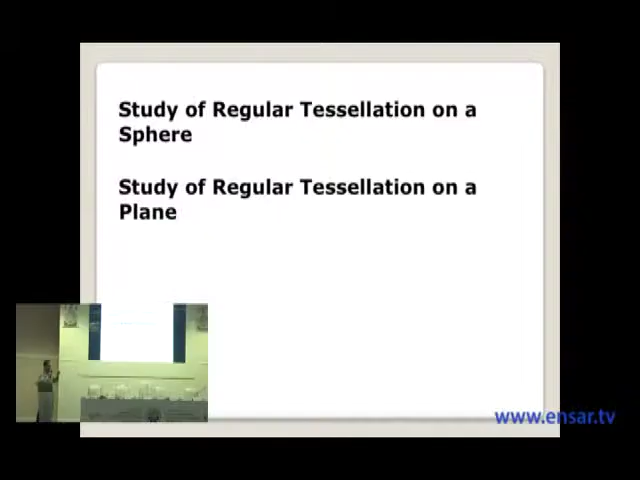 Study of Regular Tessellation on a
Sphere
Study of Regular Tessellation on a
Plane
www.ensar.tv